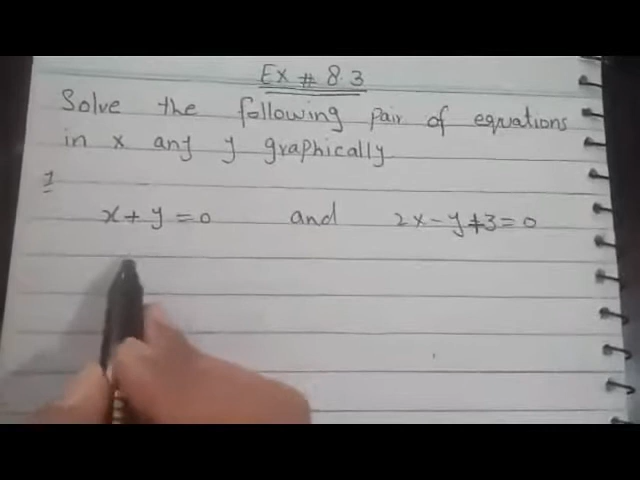 Ex # 8.3
Solve the following pair of equations
in x any y graphically
1
x + y = 0 and 2x - y + 3 = 0